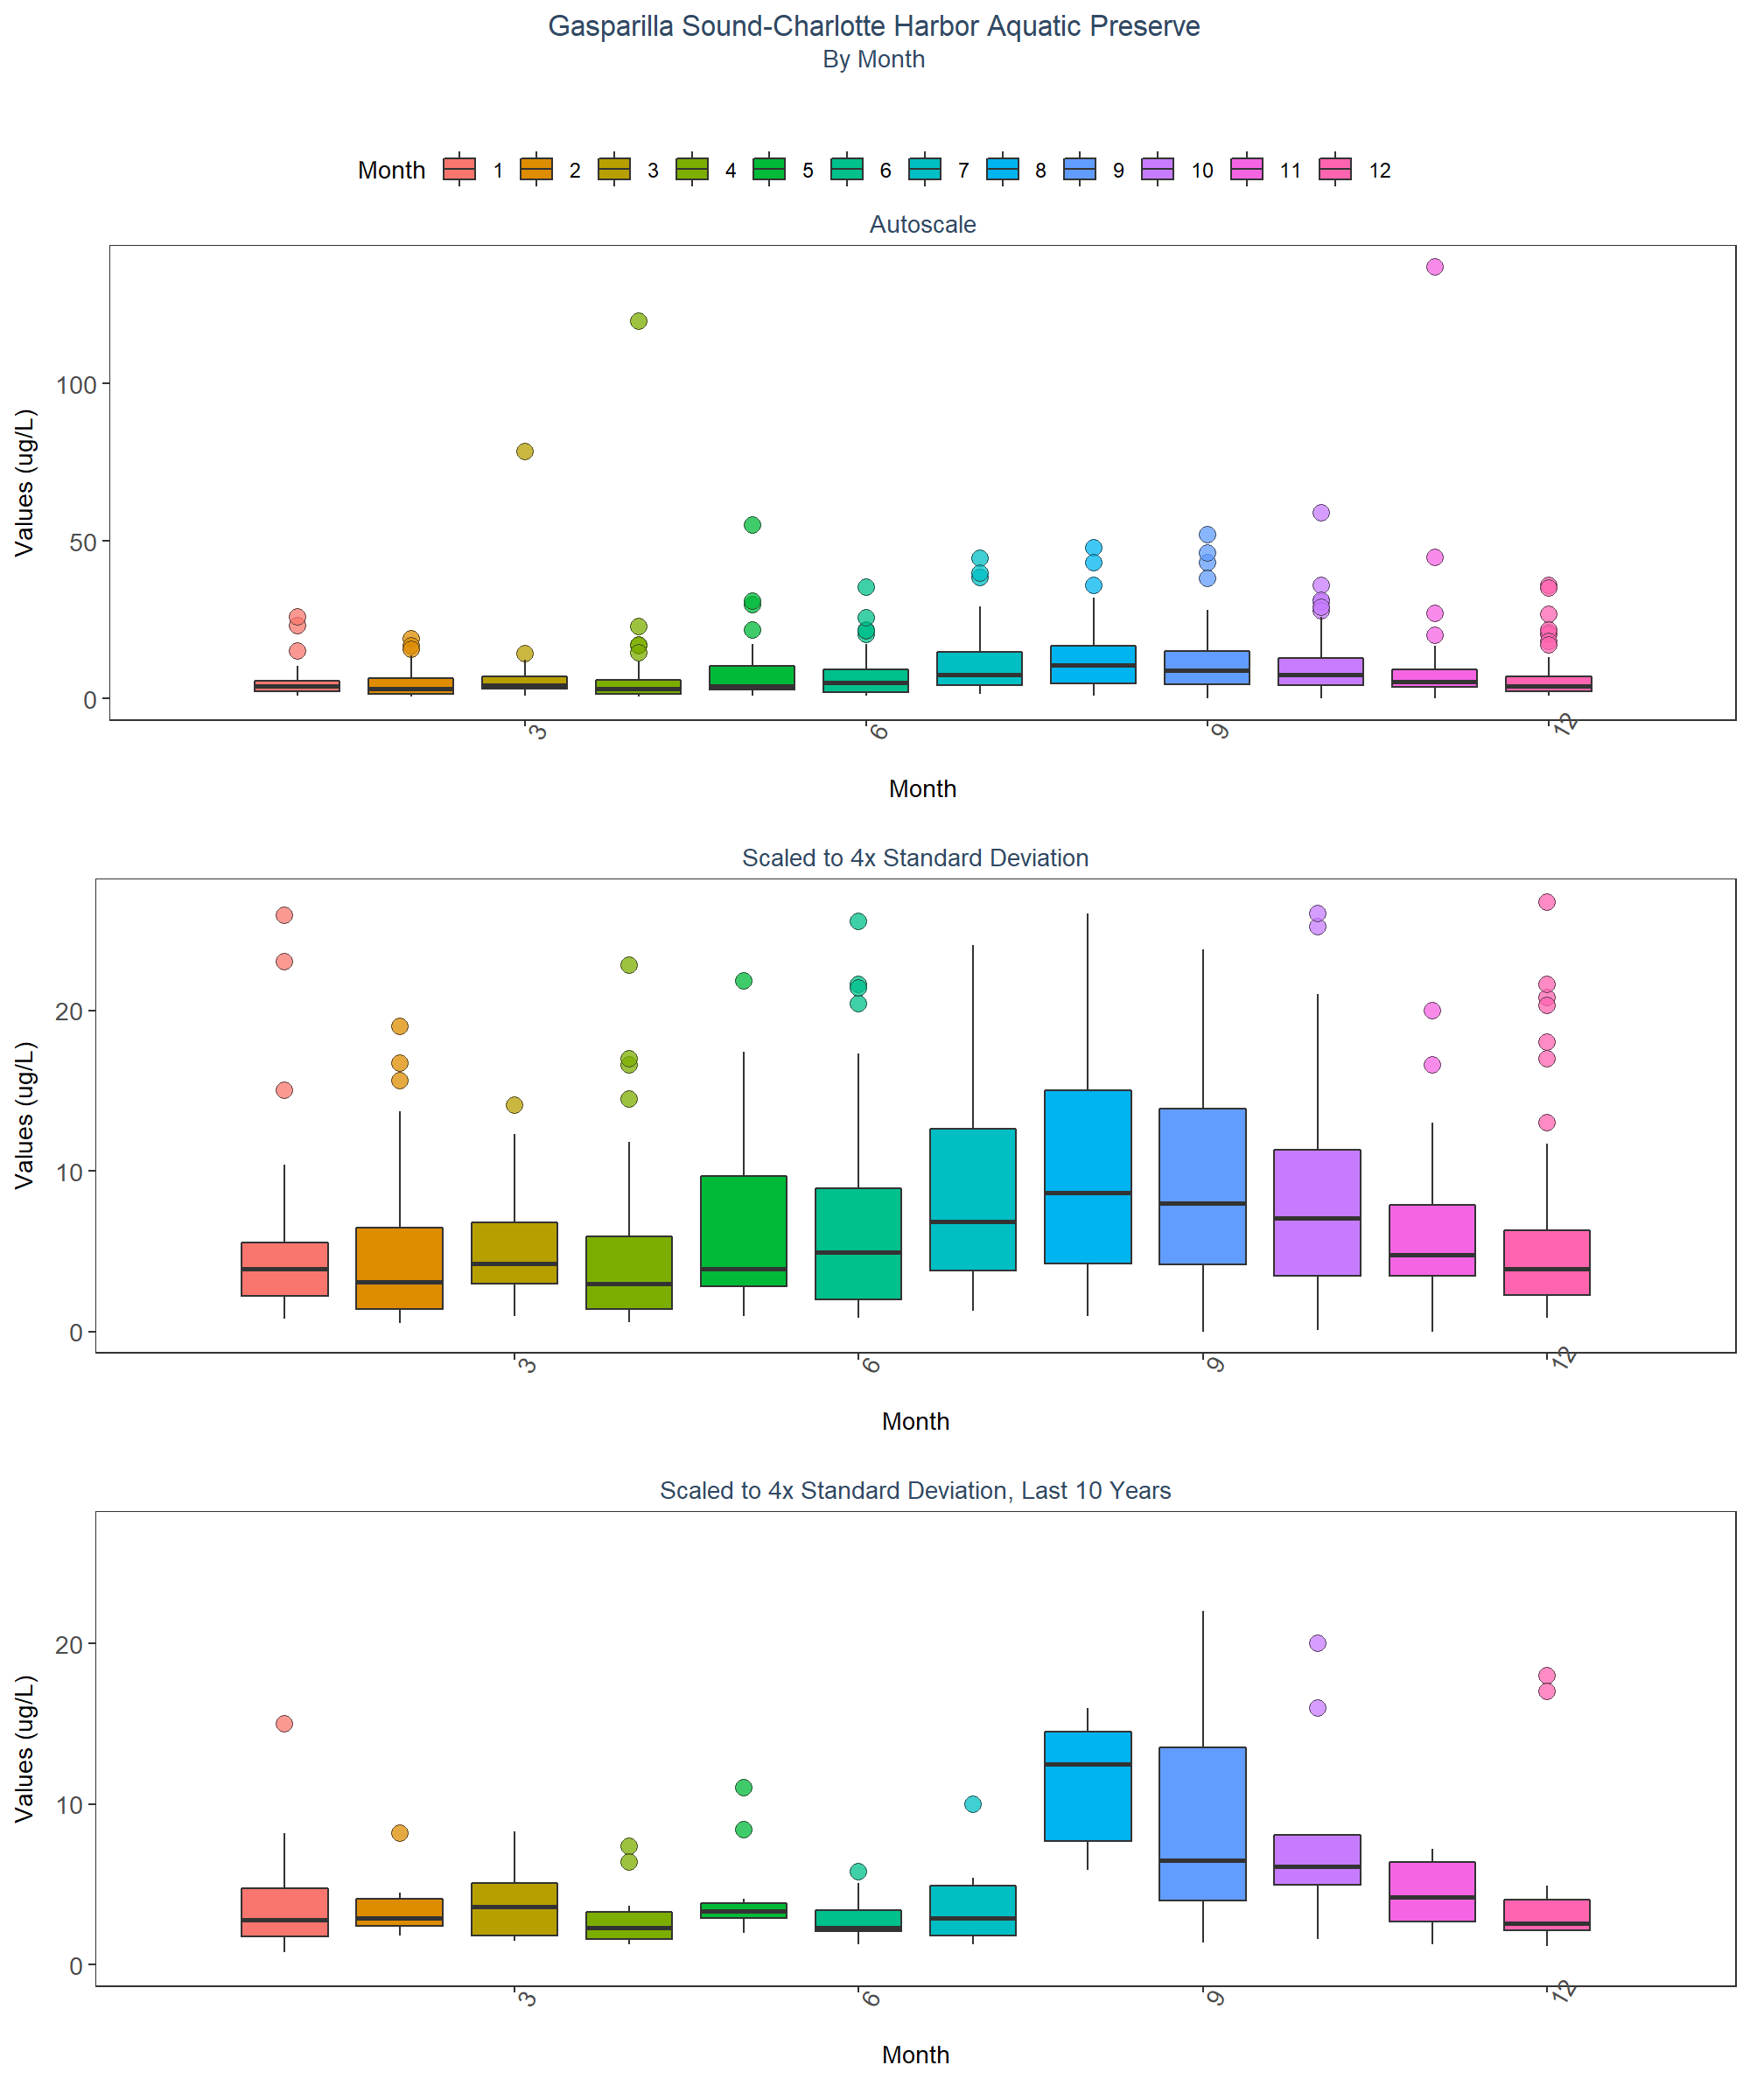 Gasparilla Sound-Charlotte Harbor Aquatic Preserve
By Month
Month 1 2 3 4 5 6 7 8 9 10 11 12
Autoscale
Values (ug/L)
100
50
0
3 6 9 12
Month
Scaled to 4x Standard Deviation
Values (ug/L)
20
10
0
3 6 9 12
Month
Scaled to 4x Standard Deviation, Last 10 Years
Values (ug/L)
20
10
0
3 6 9 12
Month